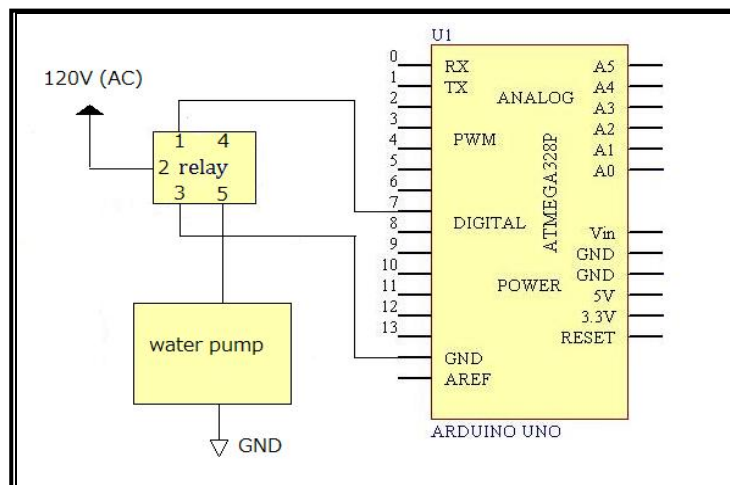 U1
120V (AC)
1 4
2 relay
3 5
water pump
GND
0
1
2
3
4
5
6
7
8
9
10
11
12
13
RX
TX
PWM
DIGITAL
GND
AREF
ANALOG
ATMEGA328P
POWER
A5
A4
A3
A2
A1
A0
Vin
GND
GND
5V
3.3V
RESET
ARDUINO UNO